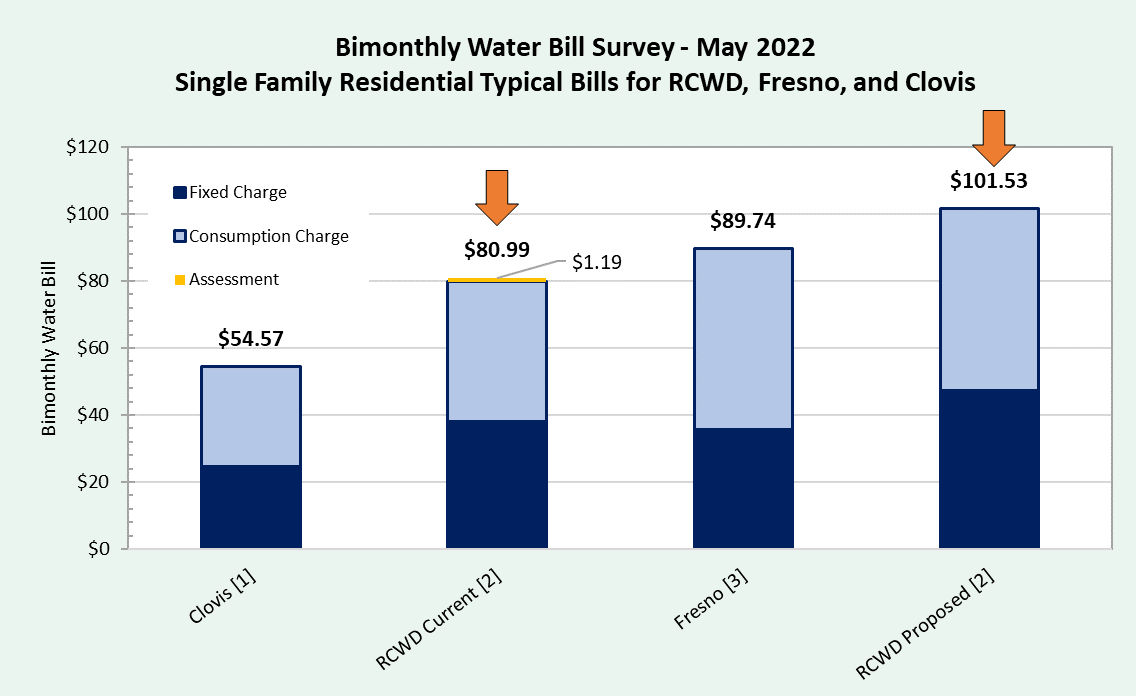 Bimonthly Water Bill Survey - May 2022
Single Family Residential Typical Bills for RCWD, Fresno, and Clovis
$120
$100
$80
$60
$40
$20
$0
Bimonthly Water Bill
Fixed Charge
Consumption Charge
Assessment
$54.57
$80.99
$1.19
$89.74
$101.53
Clovis [1]
RCWD Current [2]
Fresno [3]
RCWD Proposed [2]